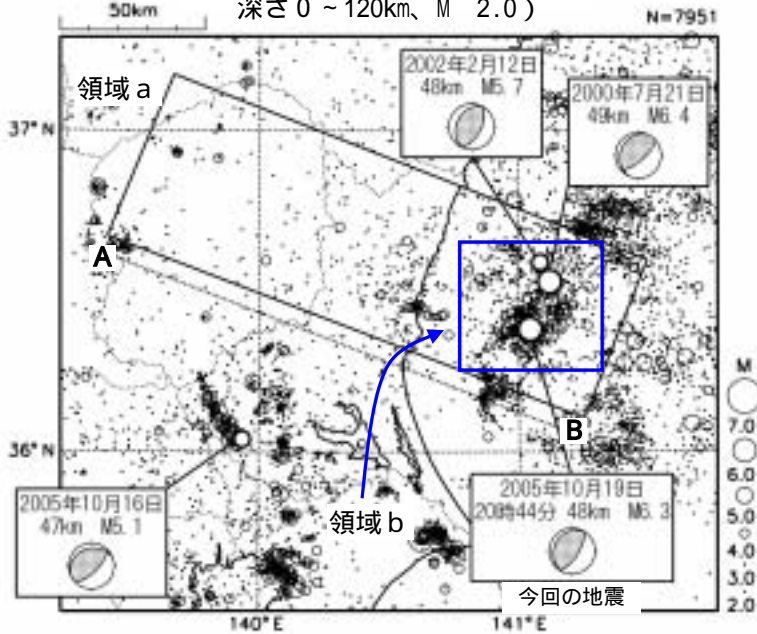 深さ0~120km、M 2.0)
50km
N=7951
領域a
2002年2月12日
48km M5.7
2000年7月21日
49km M6.4
37°N
A
B
M
7.0
6.0
5.0
4.0
3.0
2.0
36°N
2005年10月16日
47km M5.1
領域b
2005年10月19日
20時44分 48km M6.3
今回の地震
140°E
141°E